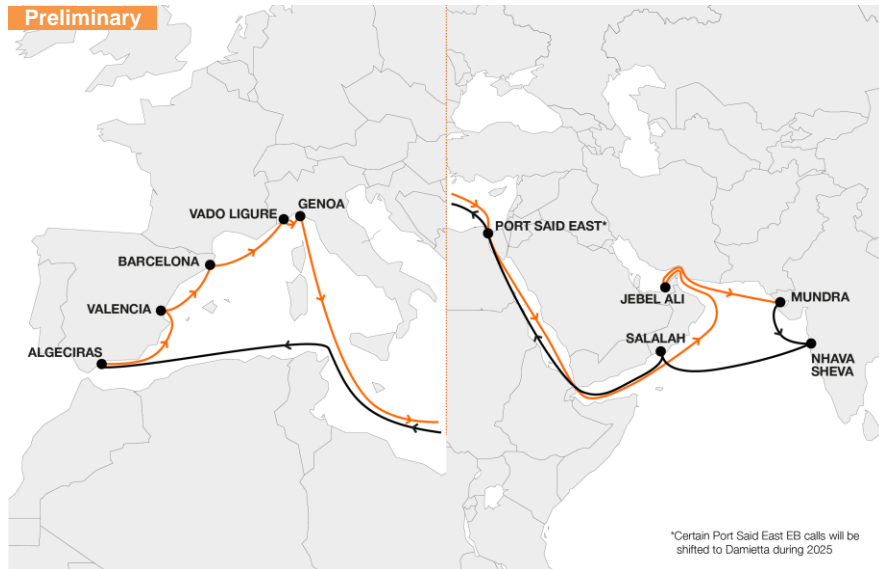 Preliminary
GENOA
VADO LIGURE
BARCELONA
VALENCIA
ALGECIRAS
PORT SAID EAST*
JEBEL ALI
MUNDRA
SALALAH
NHAVA
SHEVA
*Certain Port Said East EB calls will be
shifted to Damietta during 2025